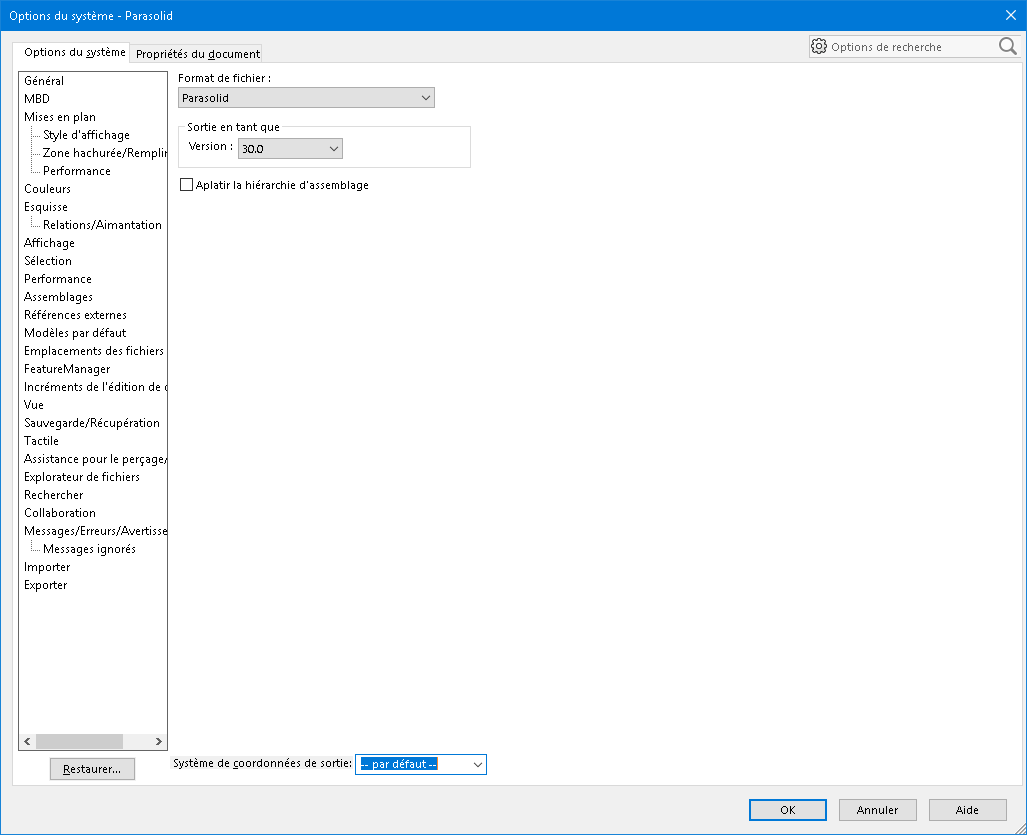 Options du système - Parasolid
Options du système
Propriétés du document
Options de recherche
Général
MBD
Mises en plan
Style d'affichage
Zone hachurée/Remplir
Performance
Couleurs
Esquisse
Relations/Aimantation
Affichage
Sélection
Performance
Assemblages
Références externes
Modèles par défaut
Emplacements des fichiers
FeatureManager
Incréments de l'édition de
Vue
Sauvegarde/Récupération
Tactile
Assistance pour le perçage/
Explorateur de fichiers
Rechercher
Collaboration
Messages/Erreurs/Avertisse
Messages ignorés
Importer
Exporter
Restaurer...
Format de fichier :
Parasolid
Sortie en tant que
Version : 30.0
Aplatir la hiérarchie d'assemblage
Système de coordonnées de sortie: -- par défaut --
OK
Annuler
Aide